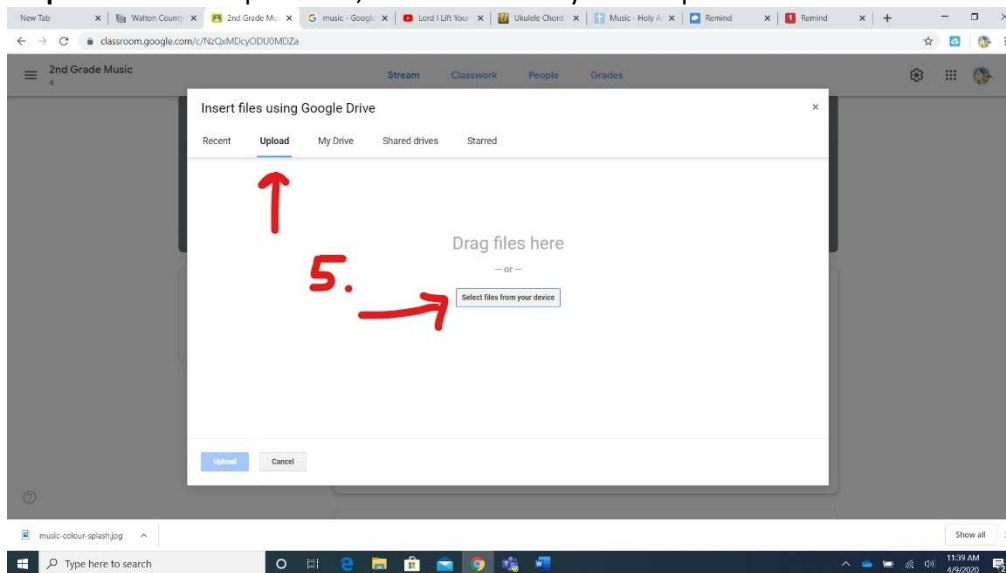 New Tab Walton County 2nd Grade Mu music - Googl Lord I Lift Your Ukulele Chord Music - Holy A Remind Remind
classroom.google.com/c/NzQxMDcyODU0MDZa
2nd Grade Music
4
Stream Classwork People Grades
Insert files using Google Drive
Recent Upload My Drive Shared drives Starred
Drag files here
— or —
5.
Select files from your device
Upload Cancel
music-colour-splash.jpg
Show all
Type here to search
11:39 AM
4/9/2020